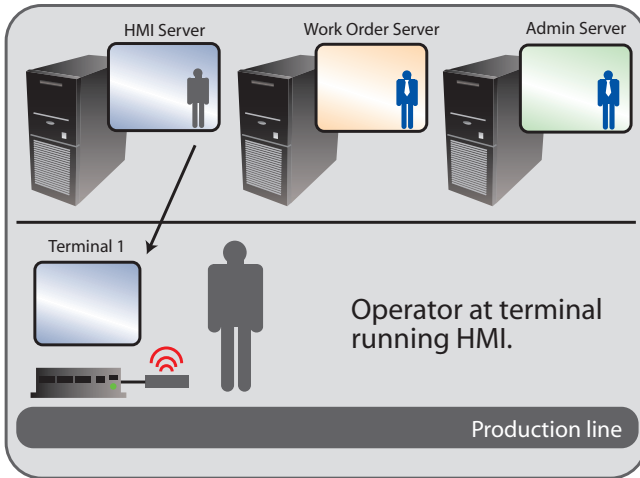 HMI Server
Work Order Server
Admin Server
Terminal 1
Operator at terminal
running HMI.
Production line